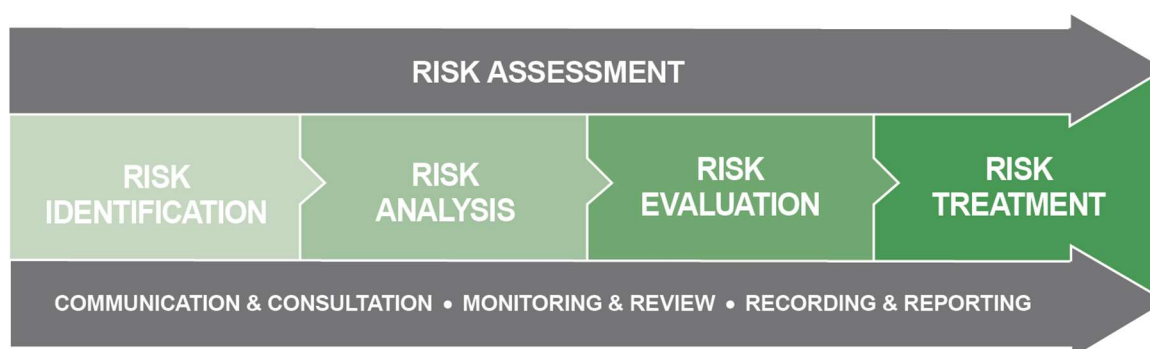 RISK ASSESSMENT
RISK
IDENTIFICATION
RISK
ANALYSIS
RISK
EVALUATION
RISK
TREATMENT
COMMUNICATION & CONSULTATION • MONITORING & REVIEW • RECORDING & REPORTING